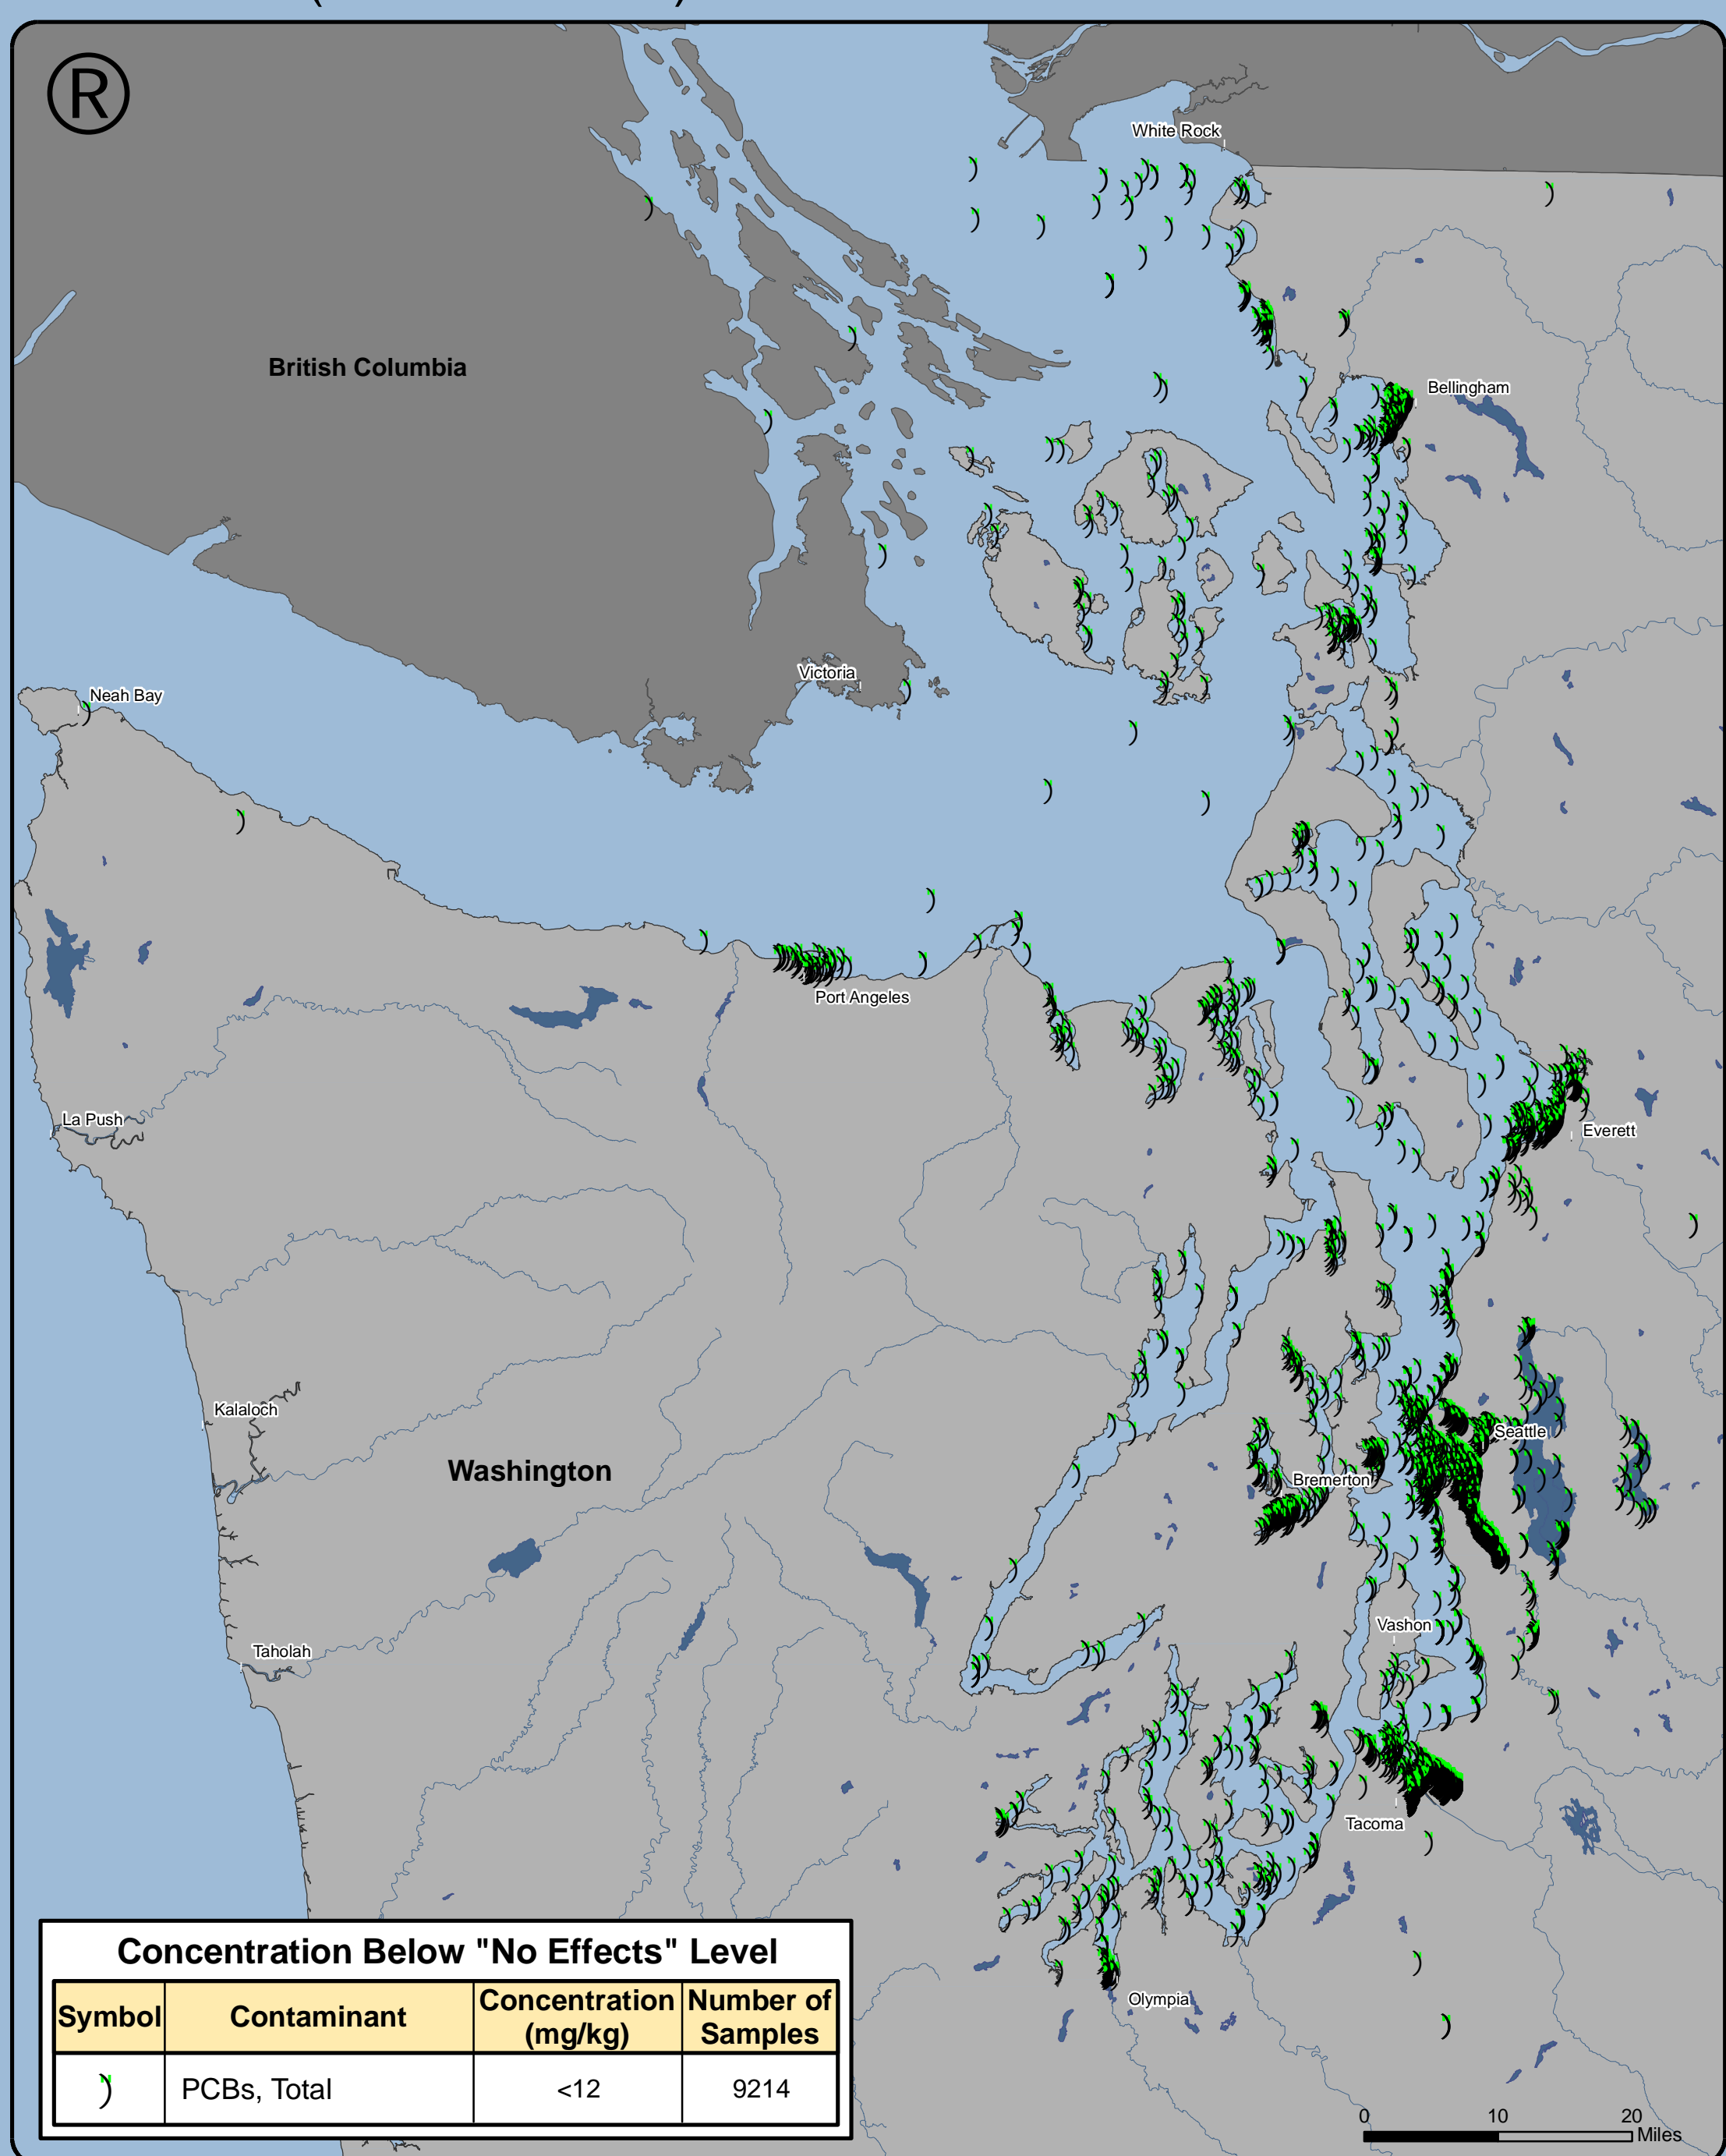 ®
White Rock
British Columbia
Bellingham
Victoria
Neah Bay
Port Angeles
La Push
Everett
Kalaloch
Seattle
Washington
Bremerton
Vashon
Taholah
Tacoma
Olympia
Concentration Below "No Effects" Level
Symbol Contaminant Concentration (mg/kg) Number of Samples
PCBs, Total <12 9214
0 10 20
Miles